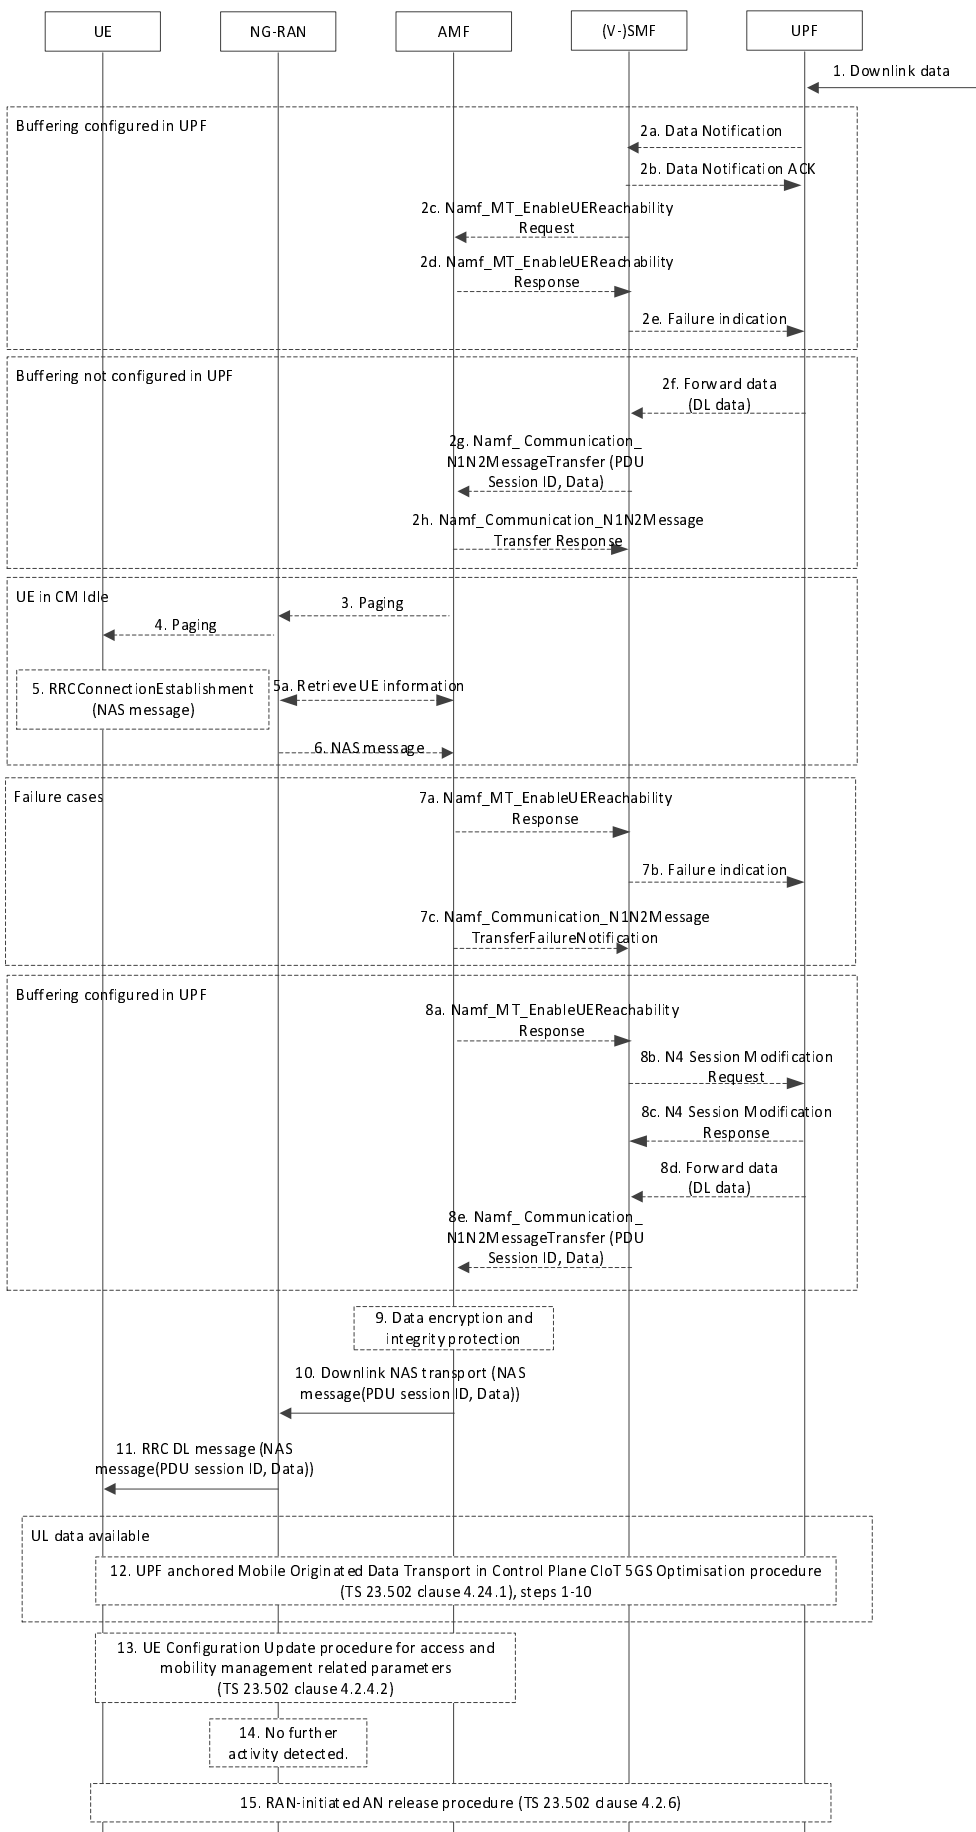 UE
NG-RAN
AMF
(V-)SMF
UPF
1. Downlink data
Buffering configured in UPF
2a. Data Notification
2b. Data Notification ACK
2c. Namf_MT_EnableUEReachability
Request
2d. Namf_MT_EnableUEReachability
Response
2e. Failure indication
Buffering not configured in UPF
2f. Forward data
(DL data)
2g. Namf_ Communication_
N1N2MessageTransfer (PDU
Session ID, Data)
2h. Namf_Communication_N1N2Message
Transfer Response
UE in CM Idle
3. Paging
4. Paging
5. RRCConnectionEstablishment
(NAS message)
5a. Retrieve UE information
6. NAS message
Failure cases
7a. Namf_MT_EnableUEReachability
Response
7b. Failure indication
7c. Namf_Communication_N1N2Message
TransferFailureNotification
Buffering configured in UPF
8a. Namf_MT_EnableUEReachability
Response
8b. N4 Session Modification
Request
8c. N4 Session Modification
Response
8d. Forward data
(DL data)
8e. Namf_ Communication_
N1N2MessageTransfer (PDU
Session ID, Data)
9. Data encryption and
integrity protection
10. Downlink NAS transport (NAS
message(PDU session ID, Data))
11. RRC DL message (NAS
message(PDU session ID, Data))
UL data available
12. UPF anchored Mobile Originated Data Transport in Control Plane CIoT 5GS Optimisation procedure
(TS 23.502 clause 4.24.1), steps 1-10
13. UE Configuration Update procedure for access and
mobility management related parameters
(TS 23.502 clause 4.2.4.2)
14. No further
activity detected.
15. RAN-initiated AN release procedure (TS 23.502 clause 4.2.6)